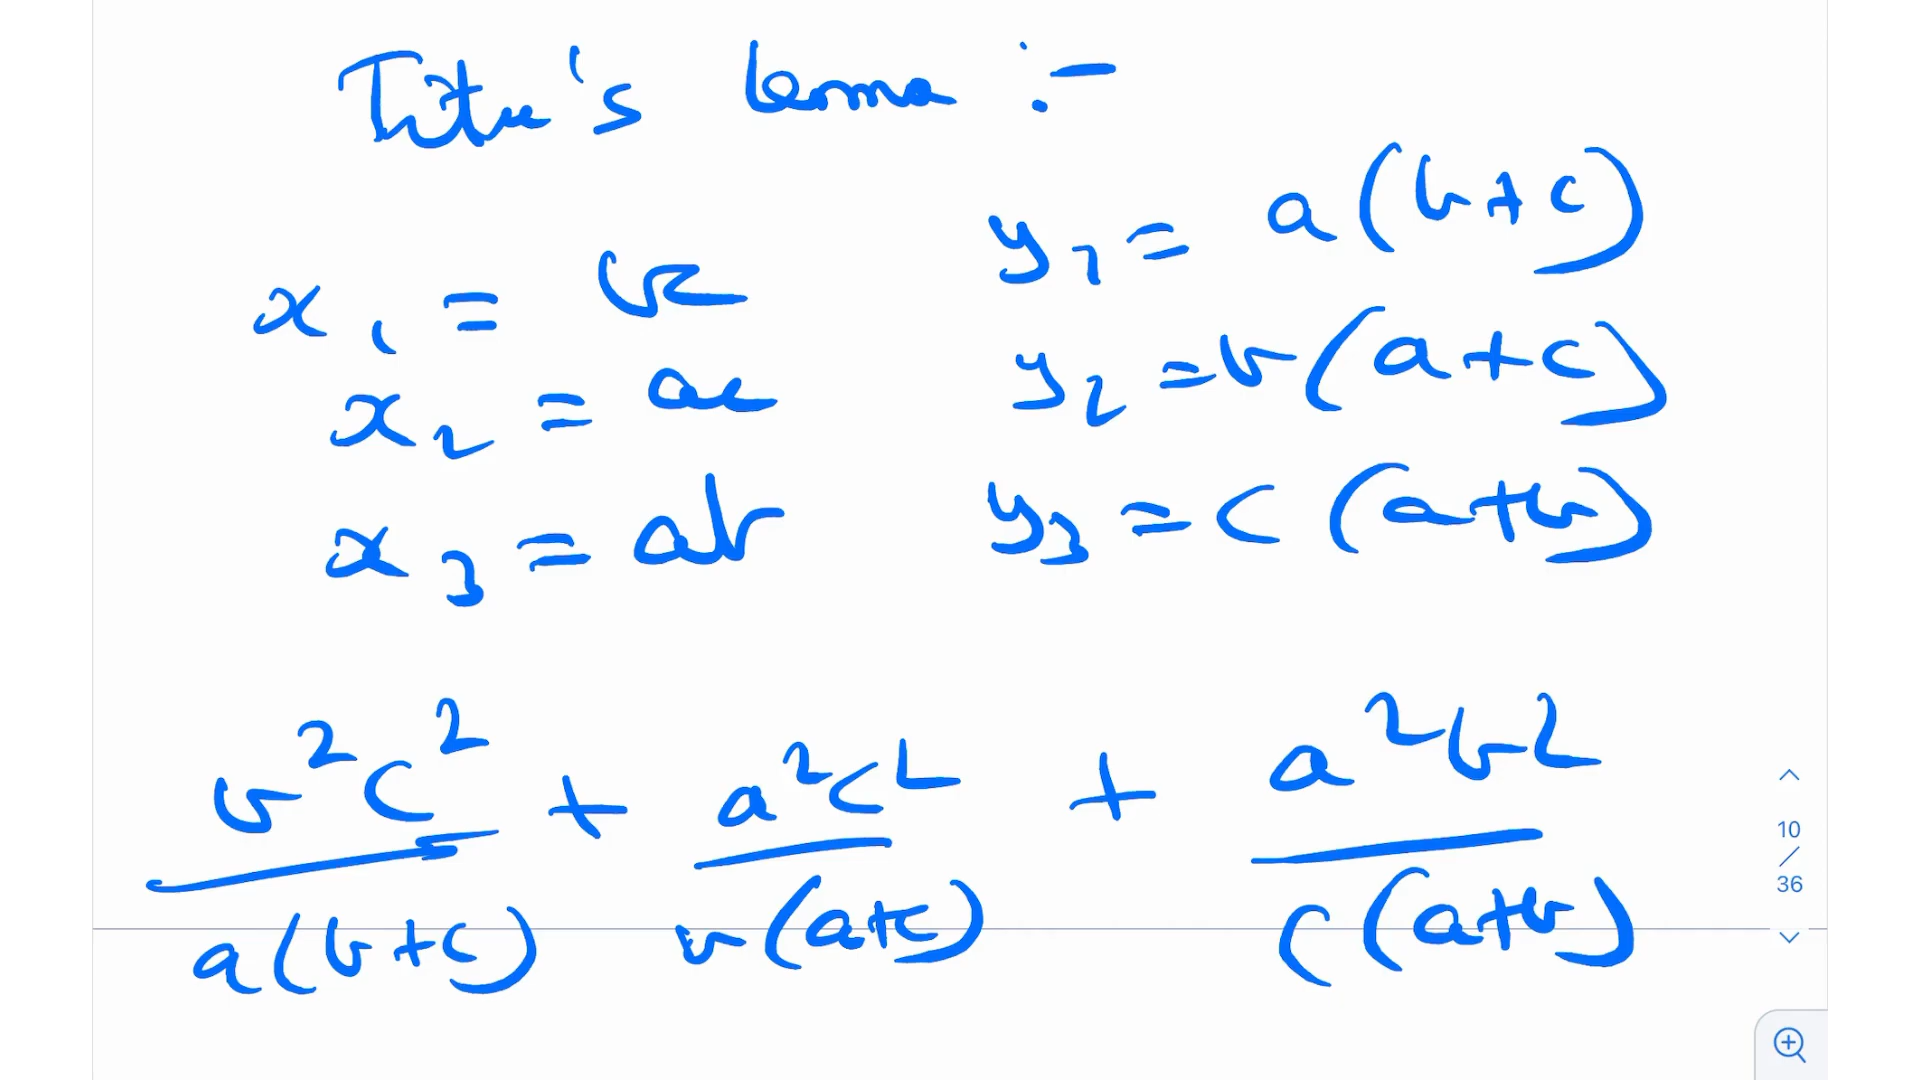 Titu's lemma :-
x₁ = bc
y₁ = a(b+c)
x₂ = ac
y₂ = b(a+c)
x₃ = ab
y₃ = c(a+b)
b²c²/a(b+c) + a²c²/b(a+c) + a²b²/c(a+b)
10
/
36